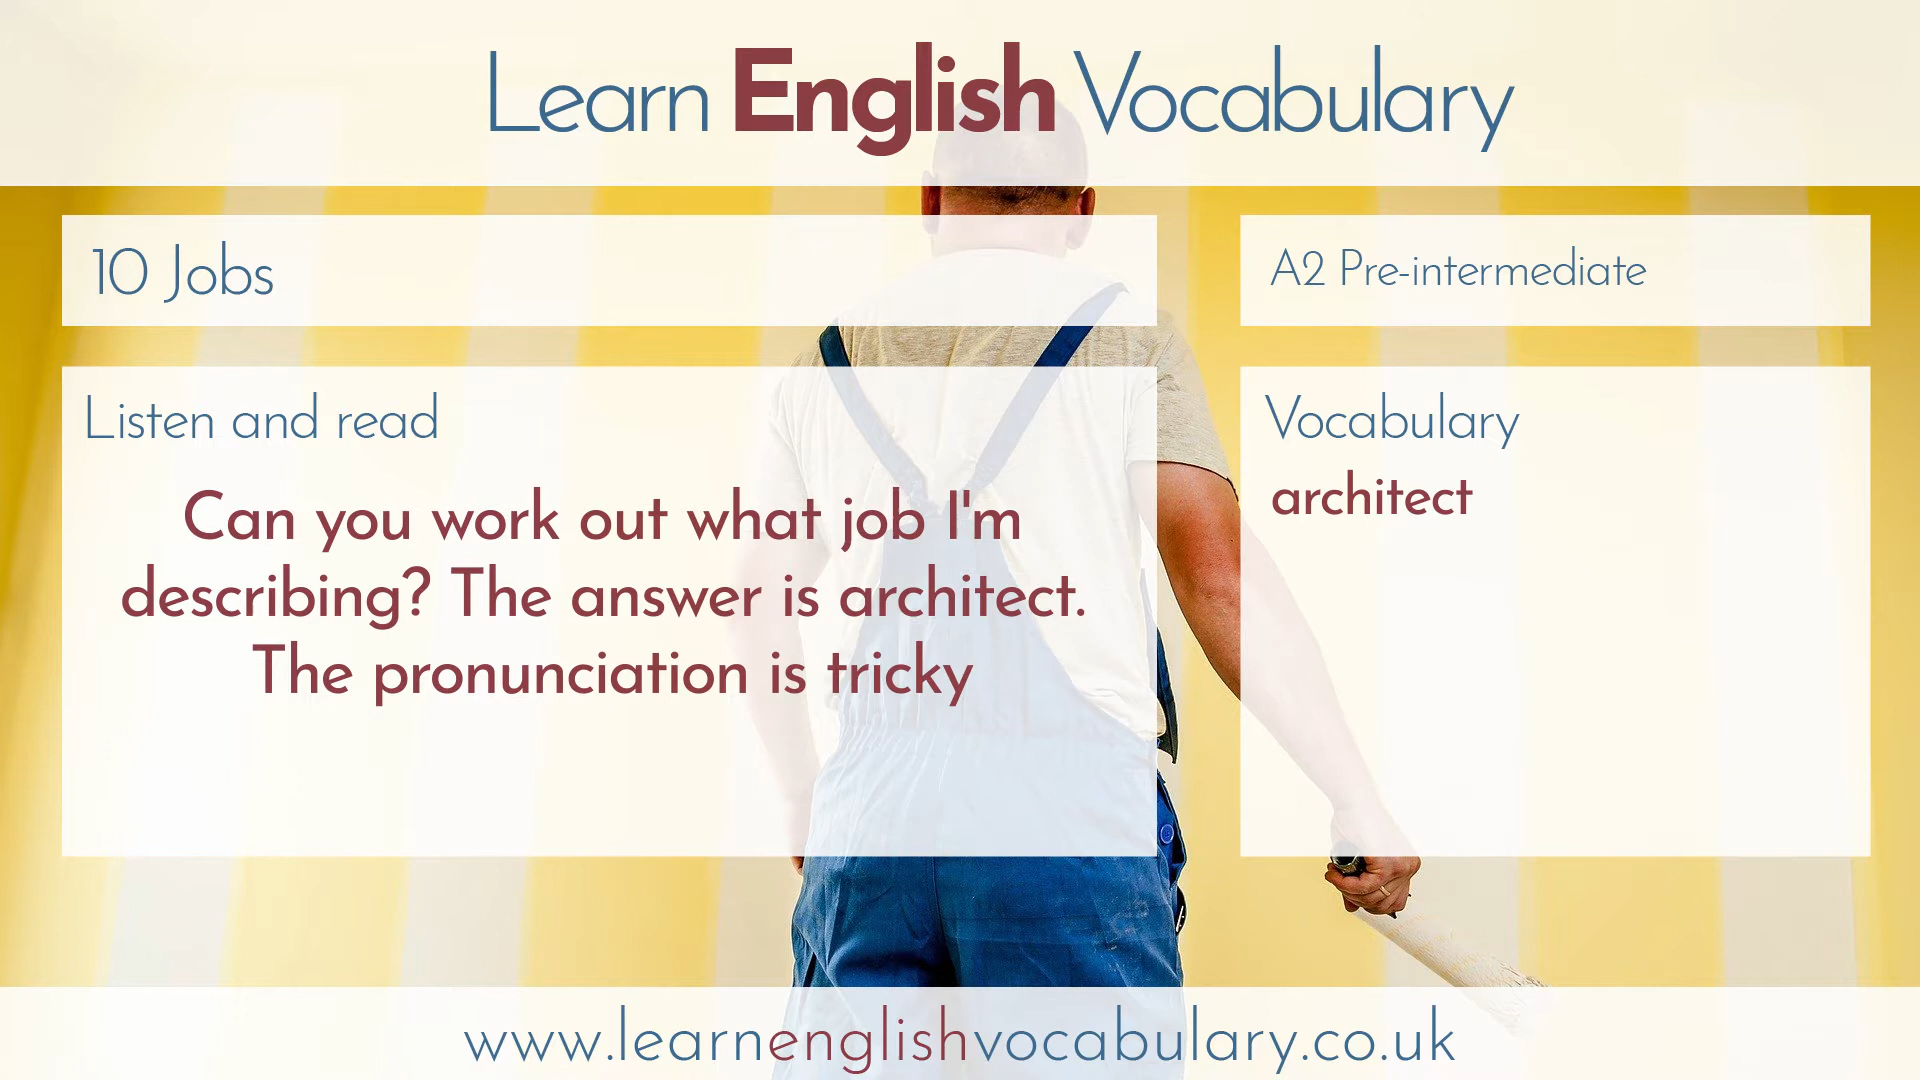 Learn English Vocabulary
10 Jobs
A2 Pre-intermediate
Listen and read
Can you work out what job I'm
describing? The answer is architect.
The pronunciation is tricky
Vocabulary
architect
www.learnenglishvocabulary.co.uk